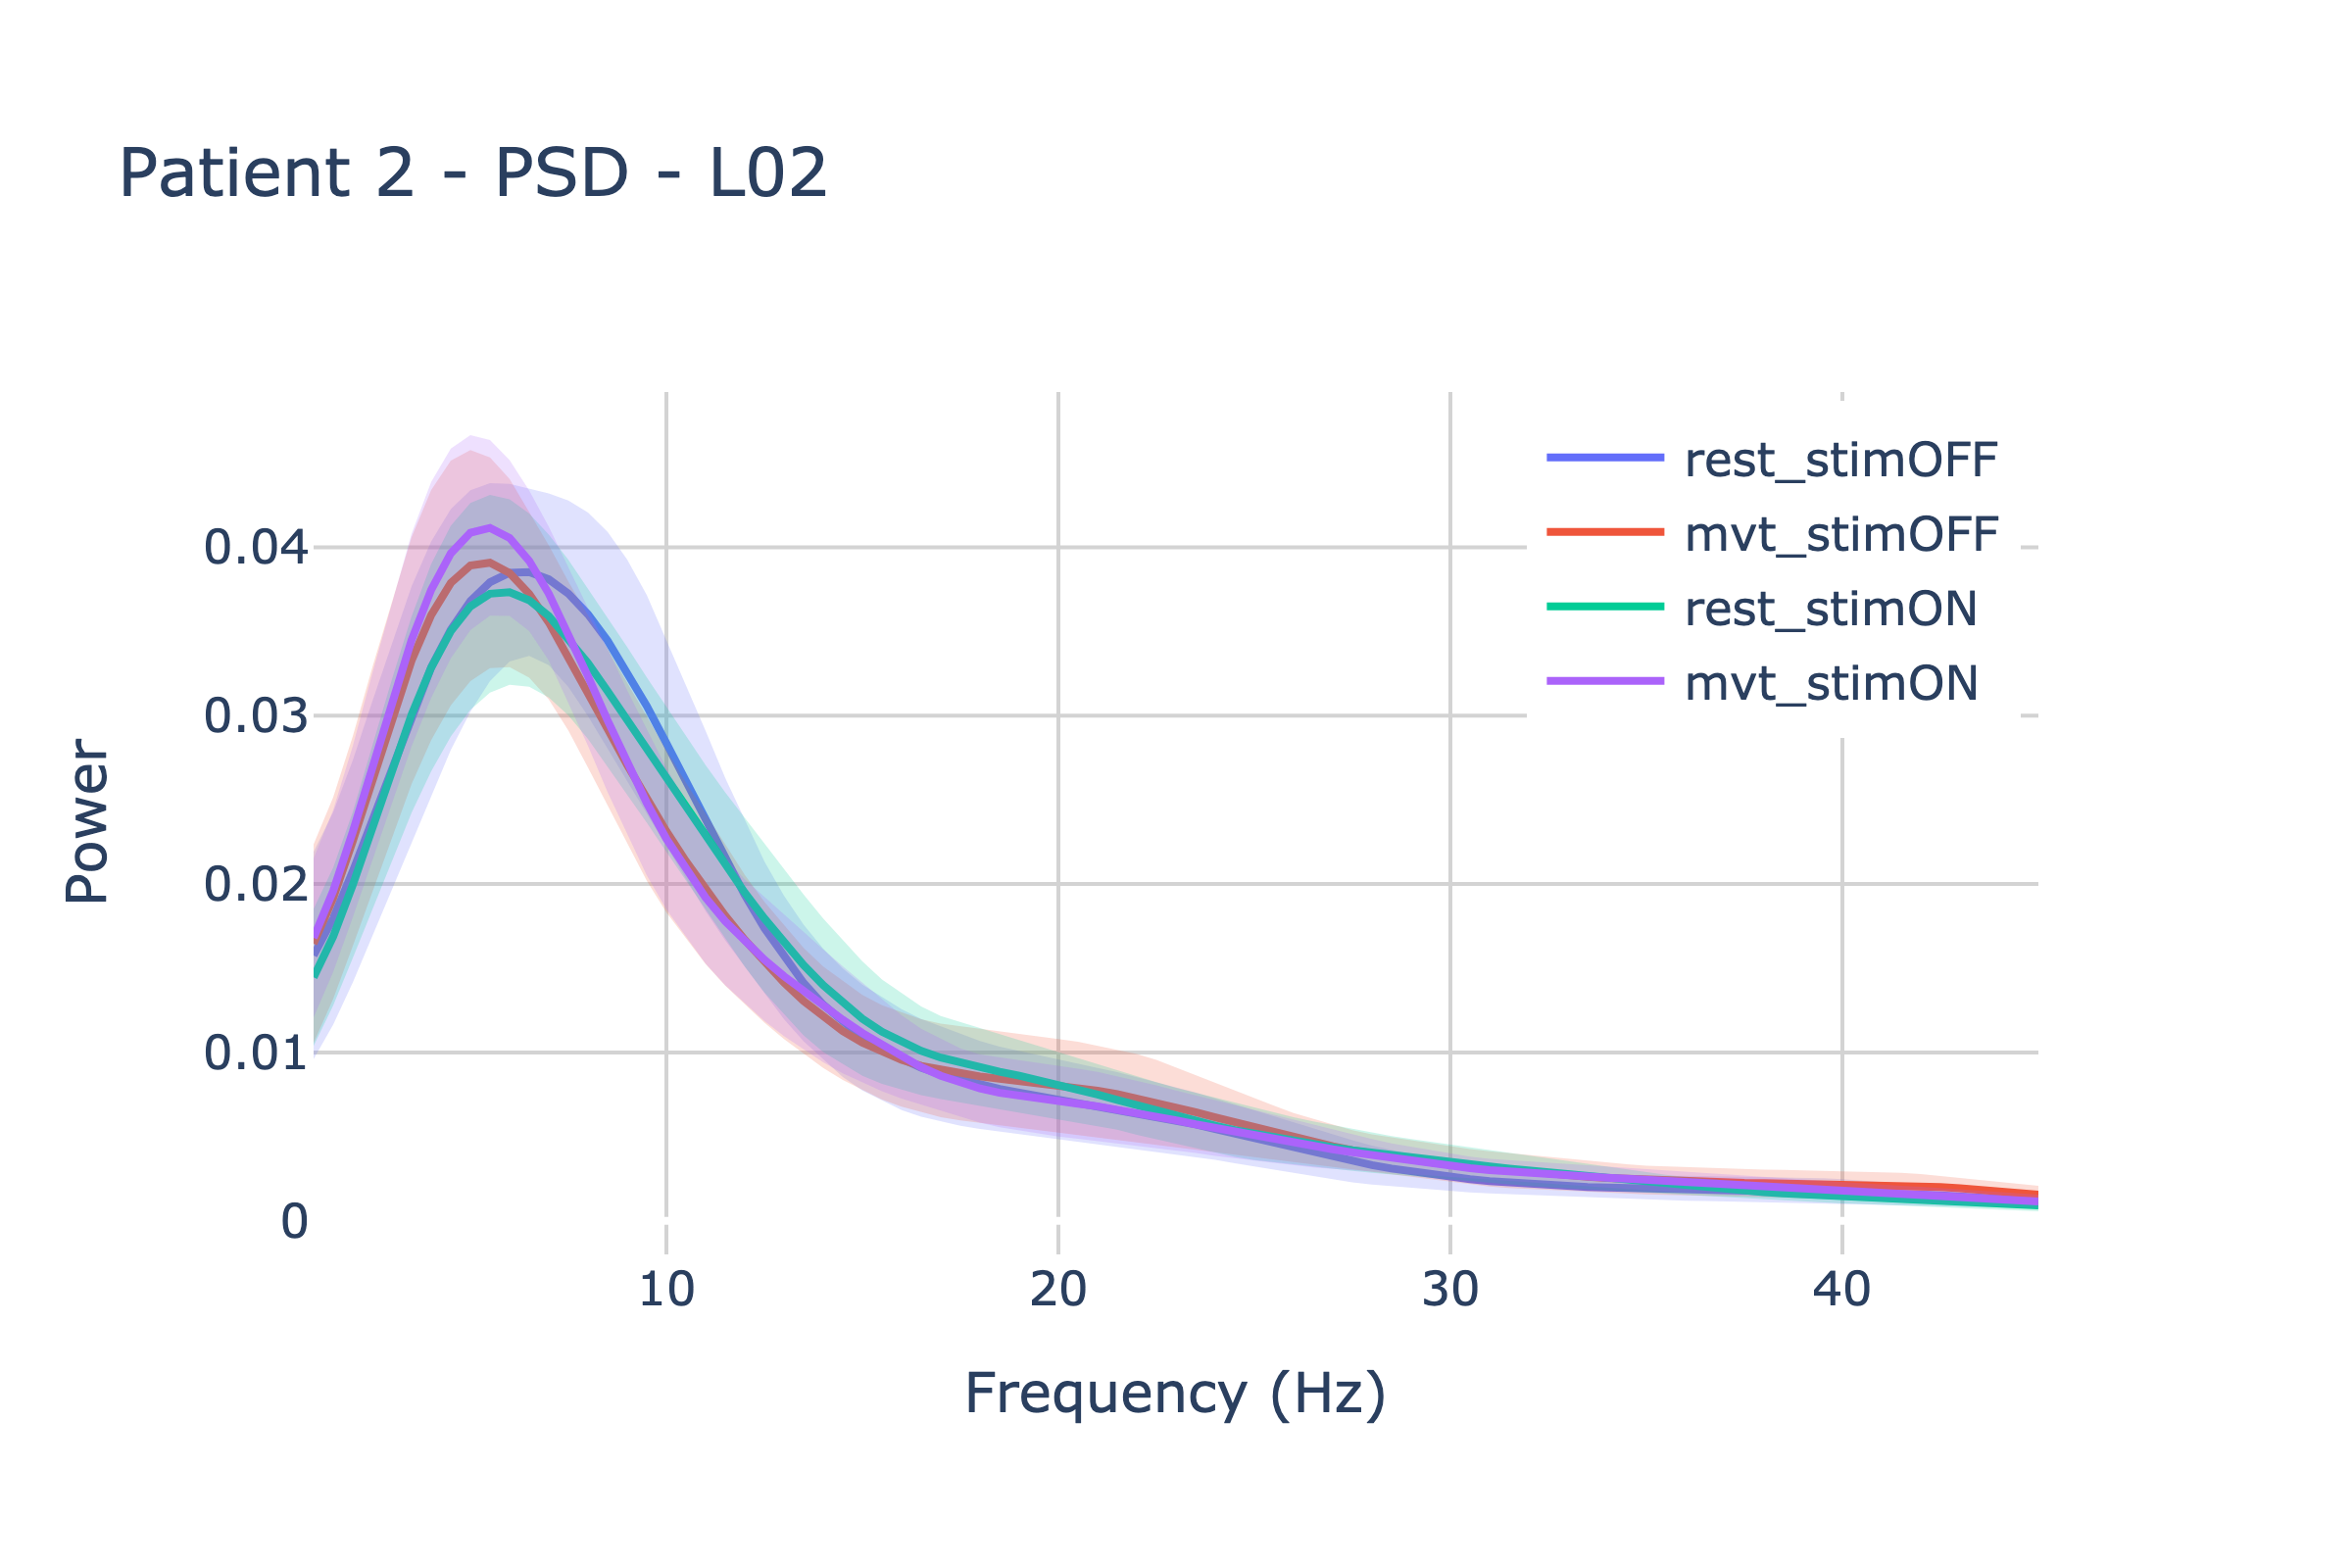 Patient 2 - PSD - L02
rest_stimOFF
mvt_stimOFF
rest_stimON
mvt_stimON
0.04
0.03
0.02
0.01
0
Power
10 20 30 40
Frequency (Hz)